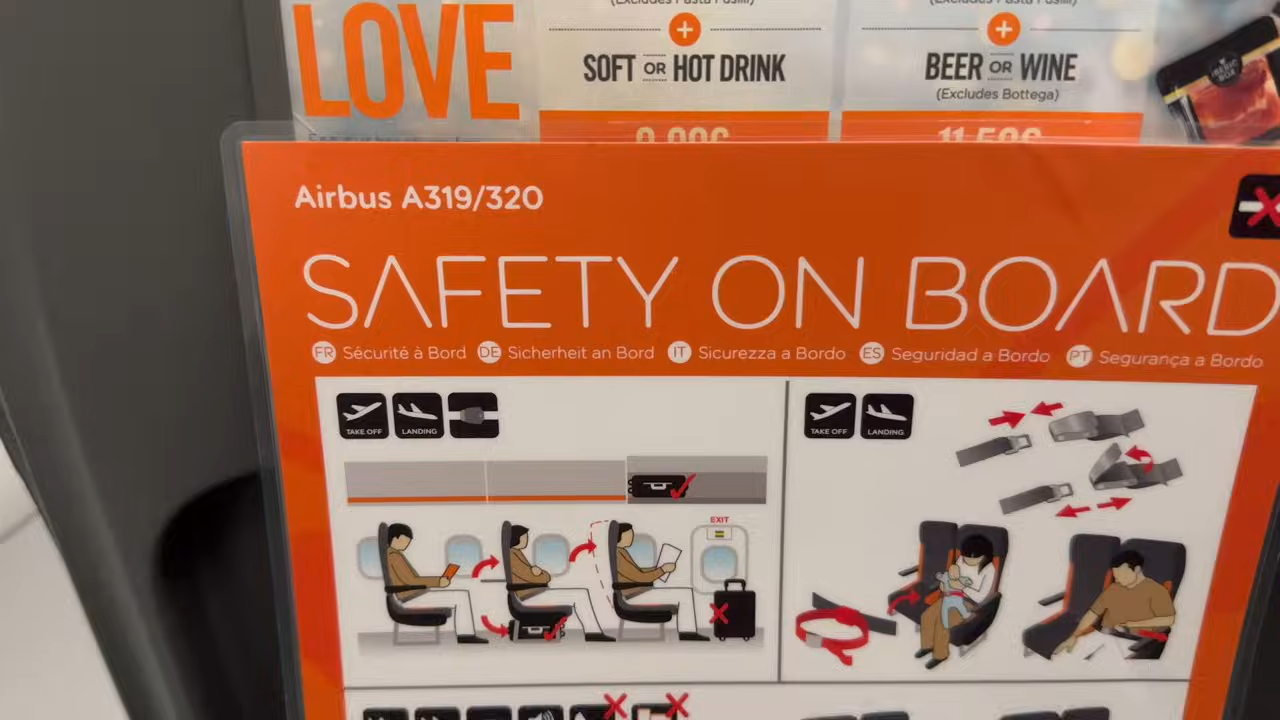 LOVE
SOFT OR HOT DRINK
BEER OR WINE
(Excludes Bottega)
Airbus A319/320
SAFETY ON BOARD
FR Sécurité à Bord DE Sicherheit an Bord IT Sicurezza a Bordo ES Seguridad a Bordo PT Segurança a Bordo
TAKE OFF LANDING
TAKE OFF LANDING
EXIT